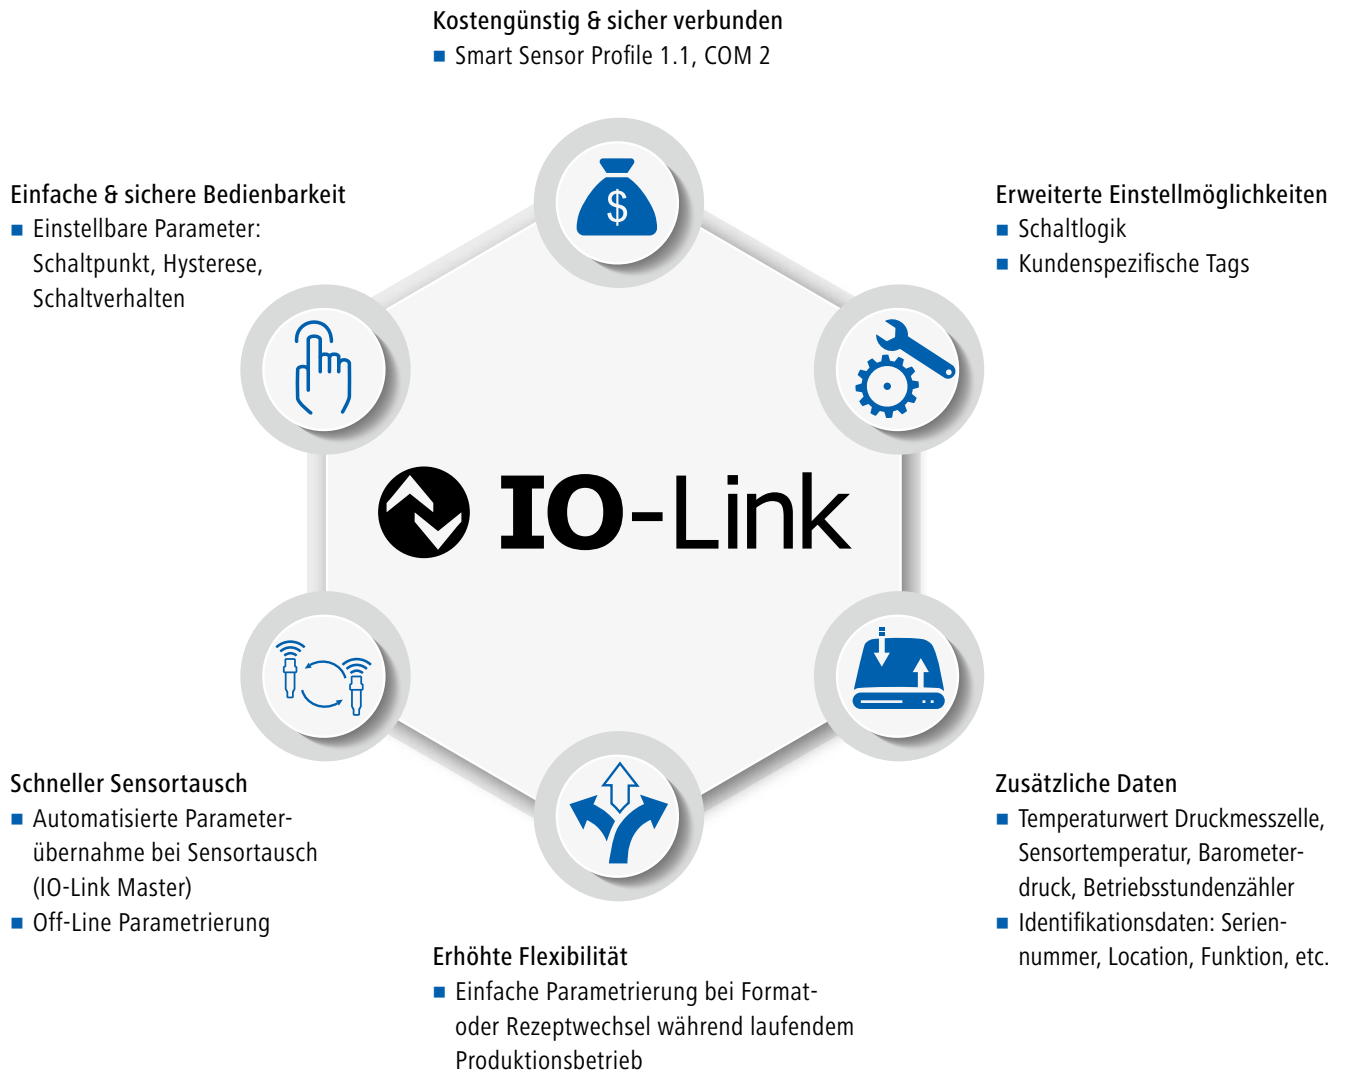 Kostengünstig & sicher verbunden
■ Smart Sensor Profile 1.1, COM 2
Einfache & sichere Bedienbarkeit
■ Einstellbare Parameter:
Schaltpunkt, Hysterese,
Schaltverhalten
$
Erweiterte Einstellmöglichkeiten
■ Schaltlogik
■ Kundenspezifische Tags
IO-Link
Schneller Sensortausch
■ Automatisierte Parameter-
übernahme bei Sensortausch
(IO-Link Master)
■ Off-Line Parametrierung
Zusätzliche Daten
■ Temperaturwert Druckmesszelle,
Sensortemperatur, Barometer-
druck, Betriebsstundenzähler
■ Identifikationsdaten: Serien-
nummer, Location, Funktion, etc.
Erhöhte Flexibilität
■ Einfache Parametrierung bei Format-
oder Rezeptwechsel während laufendem
Produktionsbetrieb